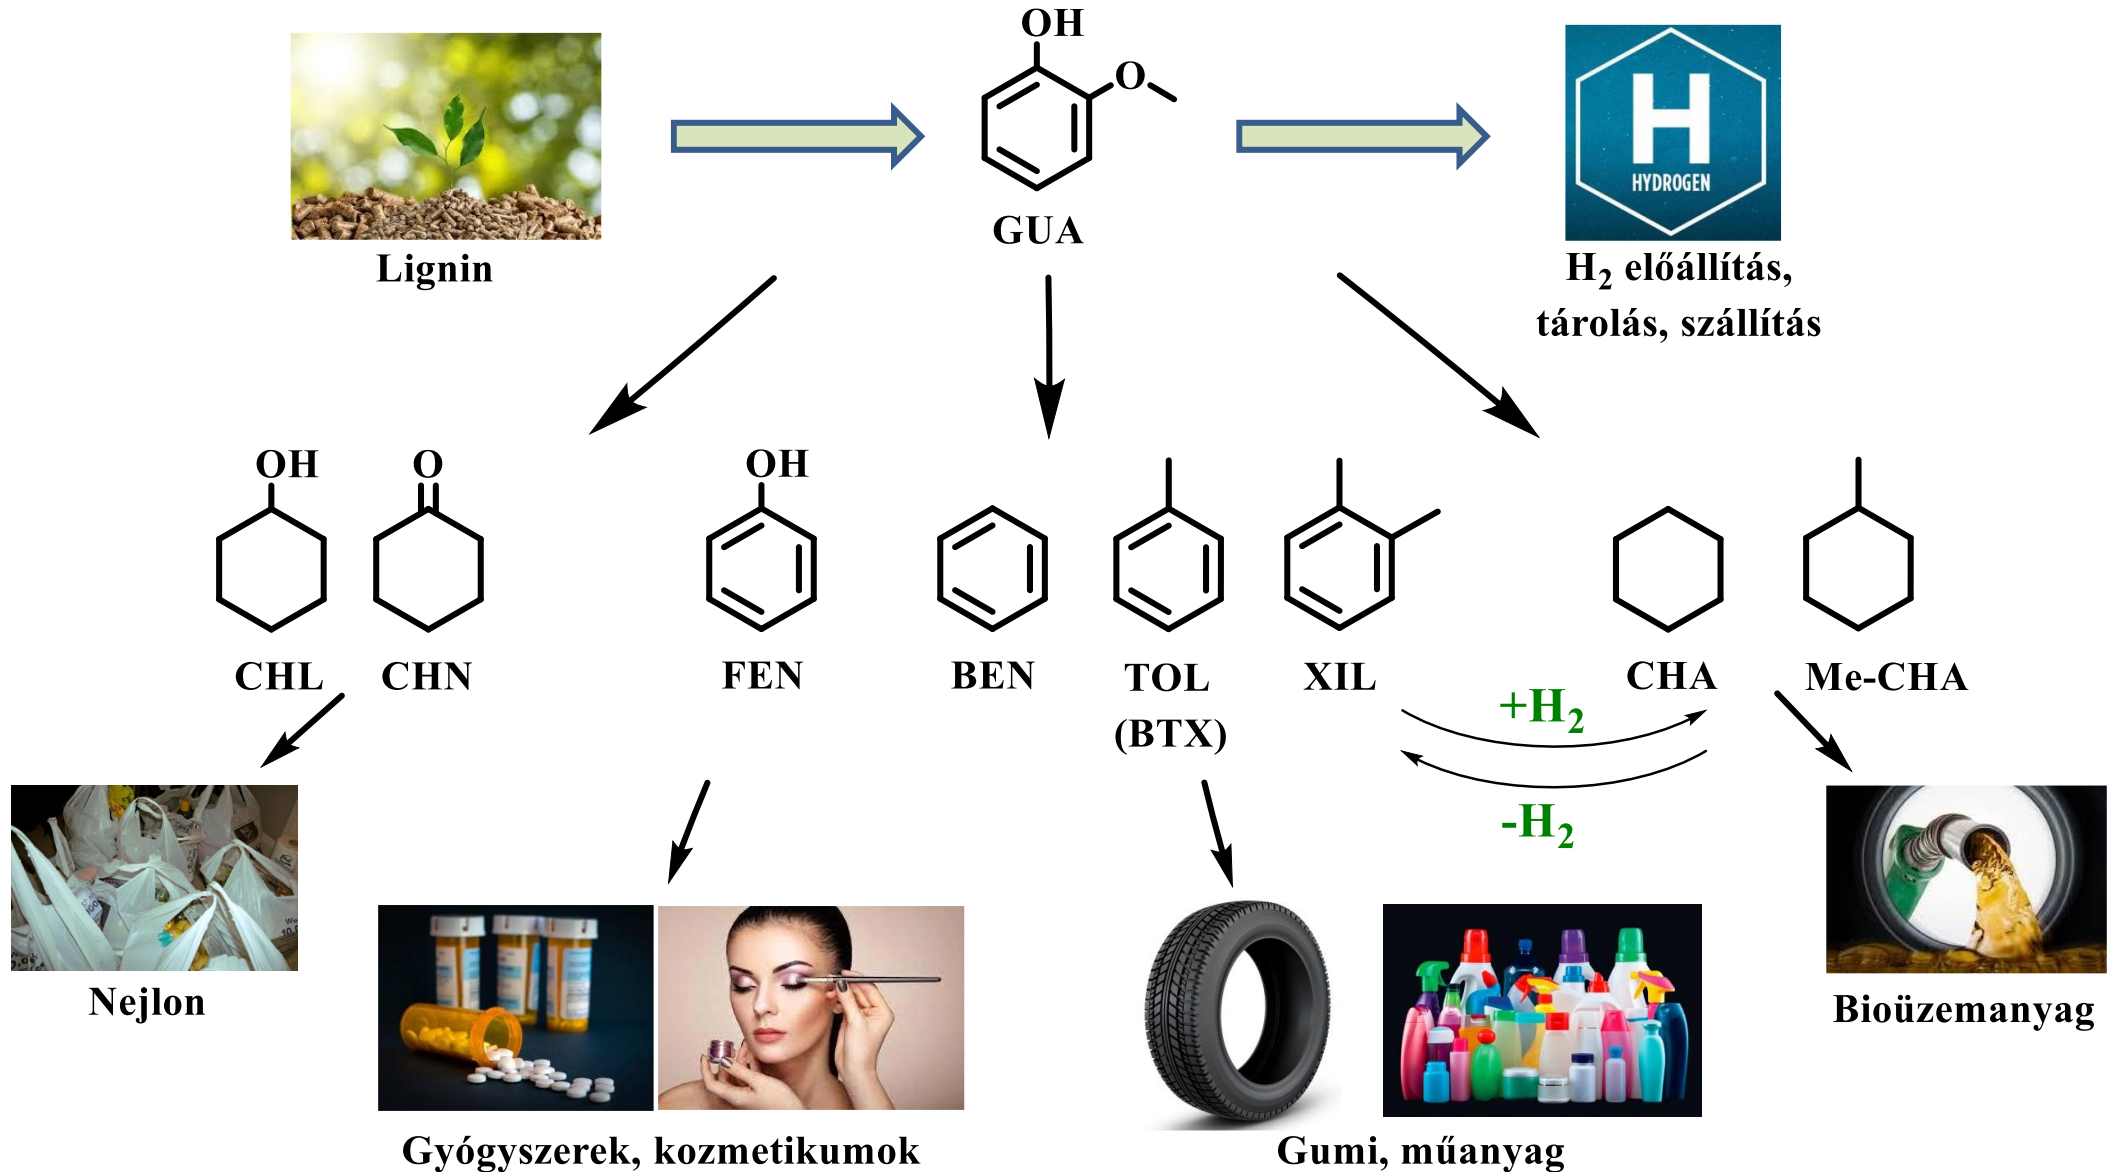 OH
O
GUA
Lignin
H
HYDROGEN
H₂ előállítás,
tárolás, szállítás
OH
O
OH
CHL
CHN
FEN
BEN
TOL
(BTX)
XIL
CHA
Me-CHA
+H₂
-H₂
Nejlon
Gyógyszerek, kozmetikumok
Gumi, műanyag
Bioüzemanyag